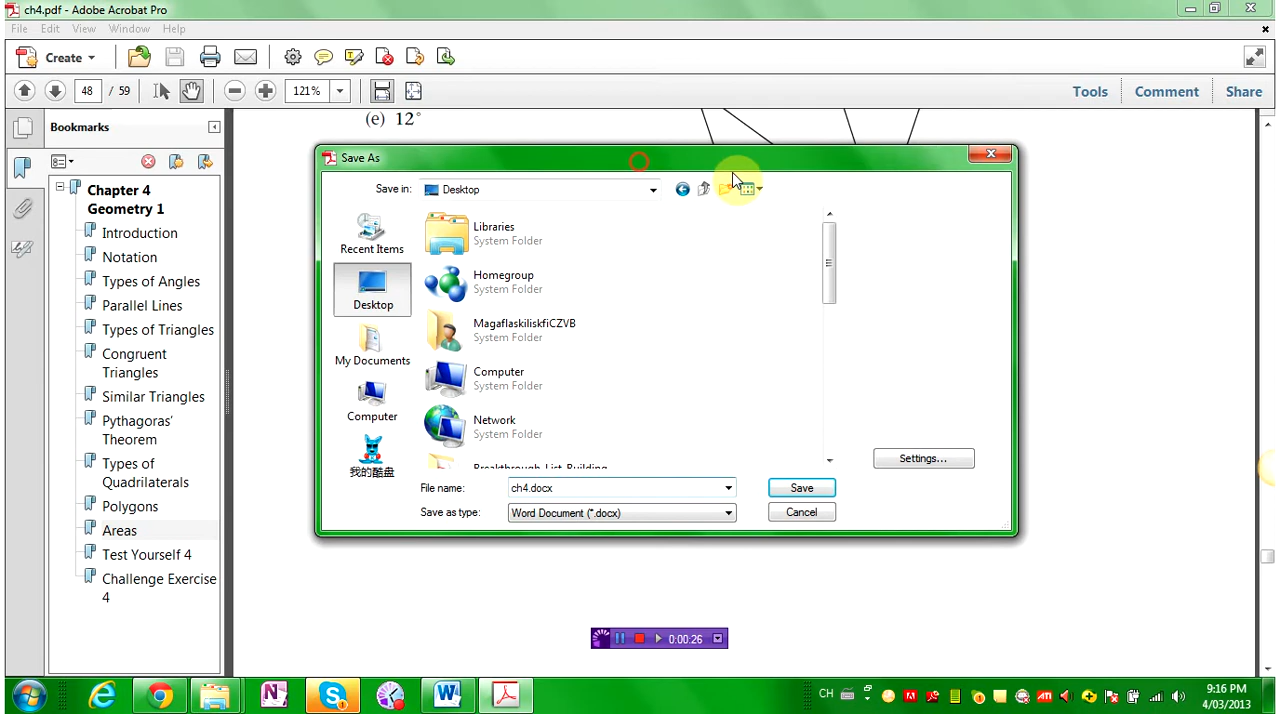 ch4.pdf - Adobe Acrobat Pro
File Edit View Window Help
Create
48 / 59
121%
Tools
Comment
Share
Bookmarks
(e) 12°
Chapter 4
Geometry 1
Introduction
Notation
Types of Angles
Parallel Lines
Types of Triangles
Congruent
Triangles
Similar Triangles
Pythagoras'
Theorem
Types of
Quadrilaterals
Polygons
Areas
Test Yourself 4
Challenge Exercise
4
Save As
Save in:
Desktop
Recent Items
Desktop
My Documents
Computer
我的酷盘
Libraries
System Folder
Homegroup
System Folder
MagaflaskiliskfiCZVB
System Folder
Computer
System Folder
Network
System Folder
Breakthrough_List_Building
Settings...
File name:
ch4.docx
Save
Save as type:
Word Document (*.docx)
Cancel
0:00:26
CH
9:16 PM
4/03/2013